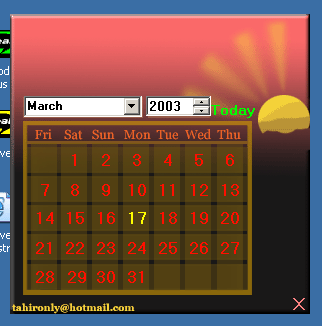 March 2003 Today
Fri Sat Sun Mon Tue Wed Thu
1 2 3 4 5 6
7 8 9 10 11 12 13
14 15 16 17 18 19 20
21 22 23 24 25 26 27
28 29 30 31
tahironly@hotmail.com